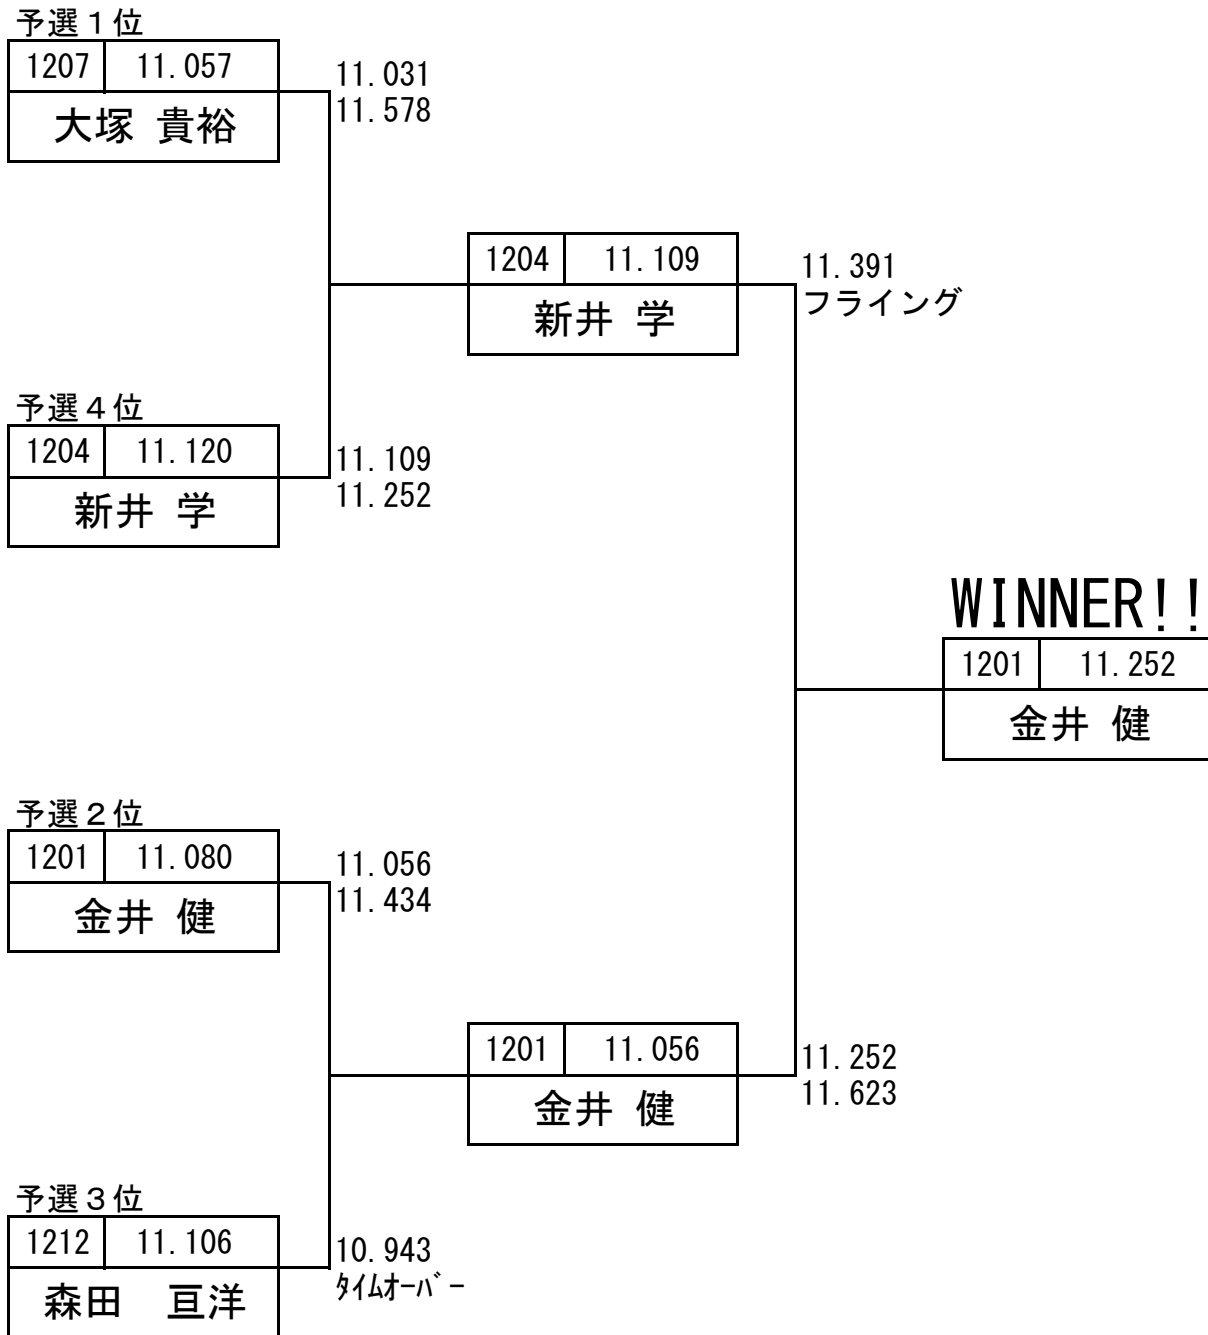 予選１位
1207 11.057
大塚 貴裕
11.031
11.578
1204 11.109
新井 学
11.391
フライング
予選４位
1204 11.120
新井 学
11.109
11.252
WINNER!!
1201 11.252
金井 健
予選２位
1201 11.080
金井 健
11.056
11.434
1201 11.056
金井 健
11.252
11.623
予選３位
1212 11.106
森田　亘洋
10.943
ﾀｲﾑｵｰﾊﾞｰ